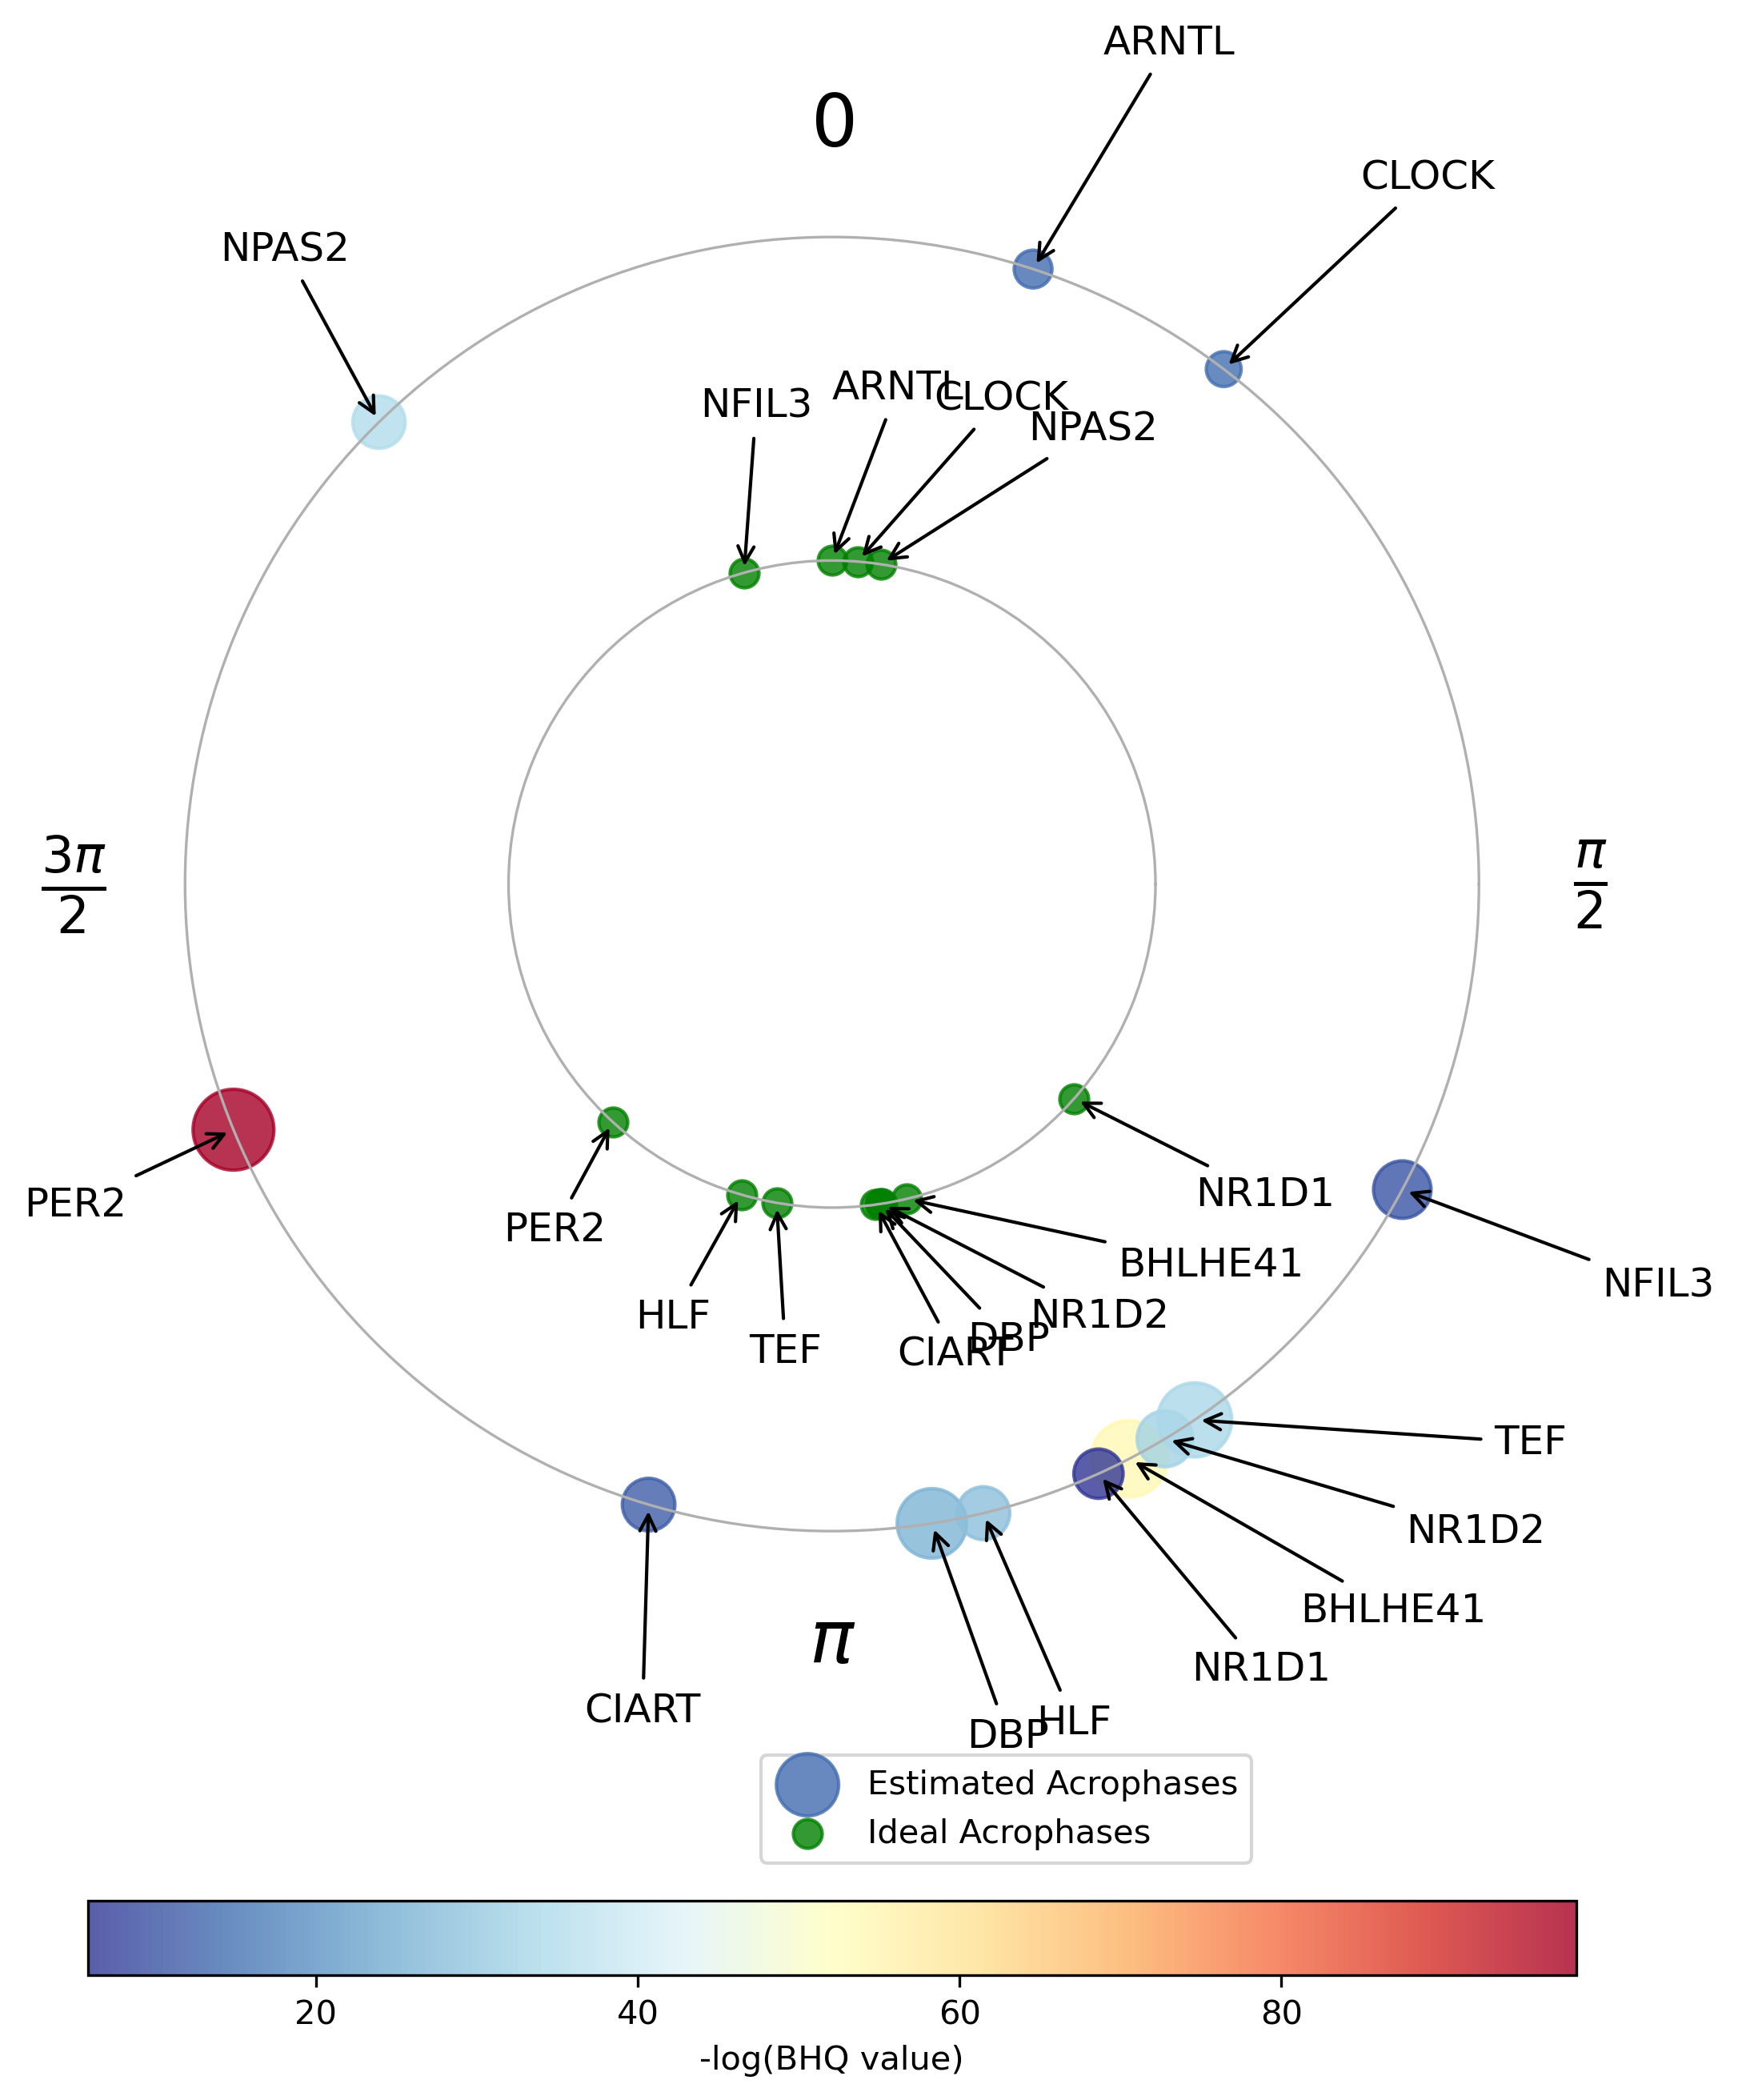 ARNTL
0
CLOCK
NPAS2
ARNTL
CLOCK
NFIL3
NPAS2
3π
2
π
2
NR1D1
PER2
PER2
BHLHE41
NFIL3
HLF
NR1D2
DBP
TEF
CIART
TEF
NR1D2
BHLHE41
π
NR1D1
CIART
HLF
DBP
Estimated Acrophases
Ideal Acrophases
20 40 60 80
-log(BHQ value)